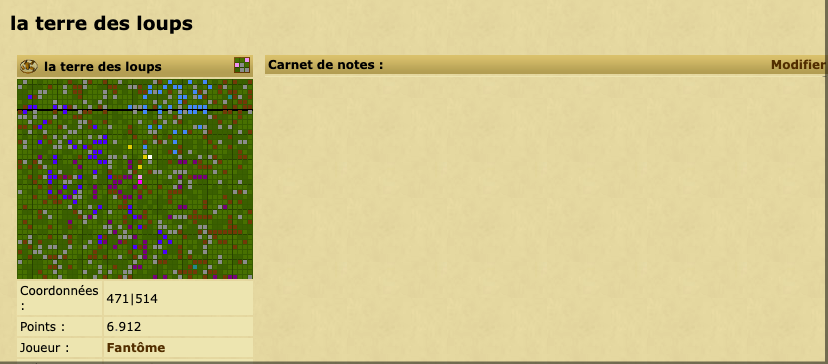 la terre des loups
la terre des loups
Carnet de notes :
Modifier
Coordonnées
:
471|514
Points :
6.912
Joueur :
Fantôme